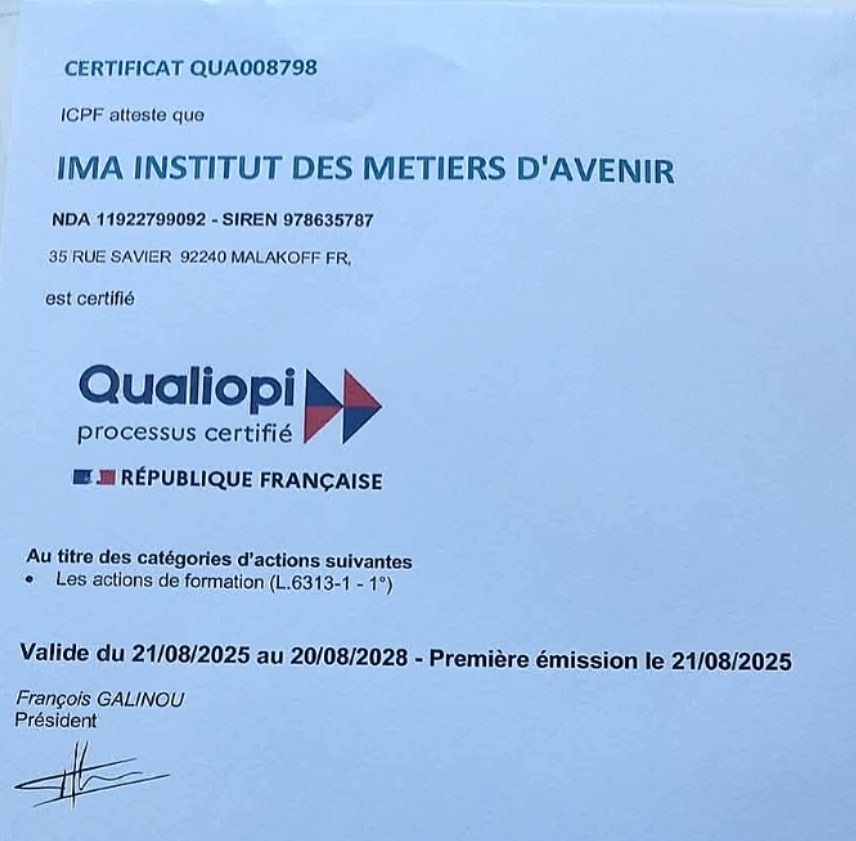 CERTIFICAT QUA008798
ICPF atteste que
IMA INSTITUT DES METIERS D'AVENIR
NDA 11922799092 - SIREN 978635787
35 RUE SAVIER 92240 MALAKOFF FR,
est certifié
Qualiopi
processus certifié
RÉPUBLIQUE FRANÇAISE
Au titre des catégories d'actions suivantes
• Les actions de formation (L.6313-1 - 1°)
Valide du 21/08/2025 au 20/08/2028 - Première émission le 21/08/2025
François GALINOU
Président